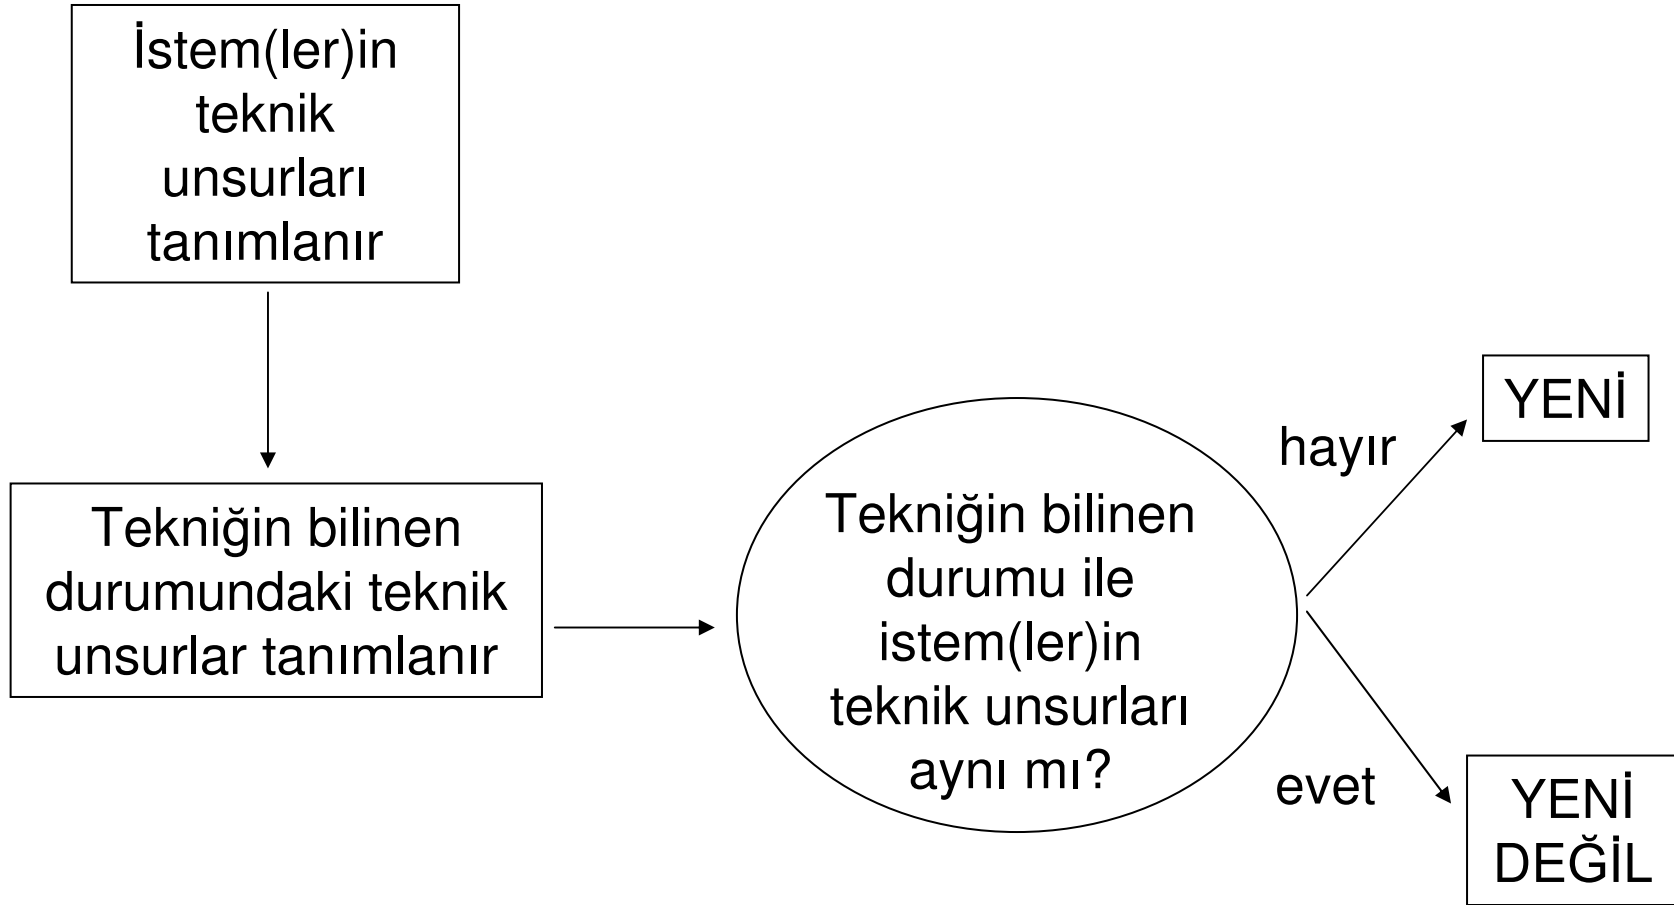 İstem(ler)in
teknik
unsurları
tanımlanır
Tekniğin bilinen
durumundaki teknik
unsurlar tanımlanır
Tekniğin bilinen
durumu ile
istem(ler)in
teknik unsurları
aynı mı?
hayır
YENİ
evet
YENİ
DEĞİL